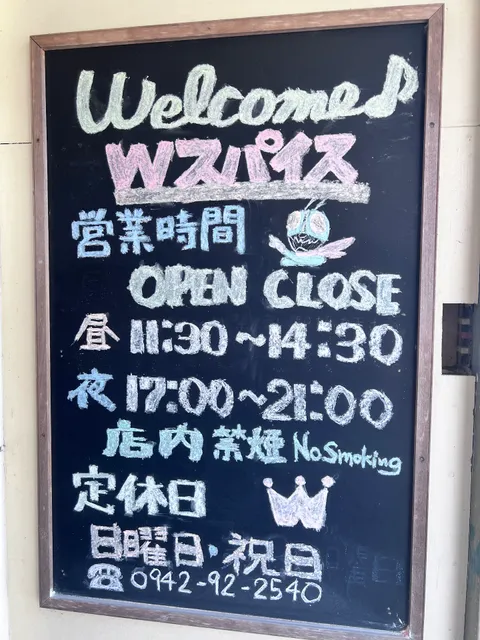 Welcome♪
Wスパイス
営業時間
OPEN CLOSE
昼 11:30~14:30
夜 17:00~21:00
店内禁煙 No Smoking
定休日
日曜日・祝日
☎ 0942-92-2540